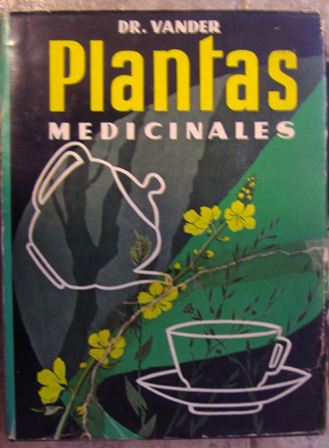 DR. VANDER
Plantas
MEDICINALES